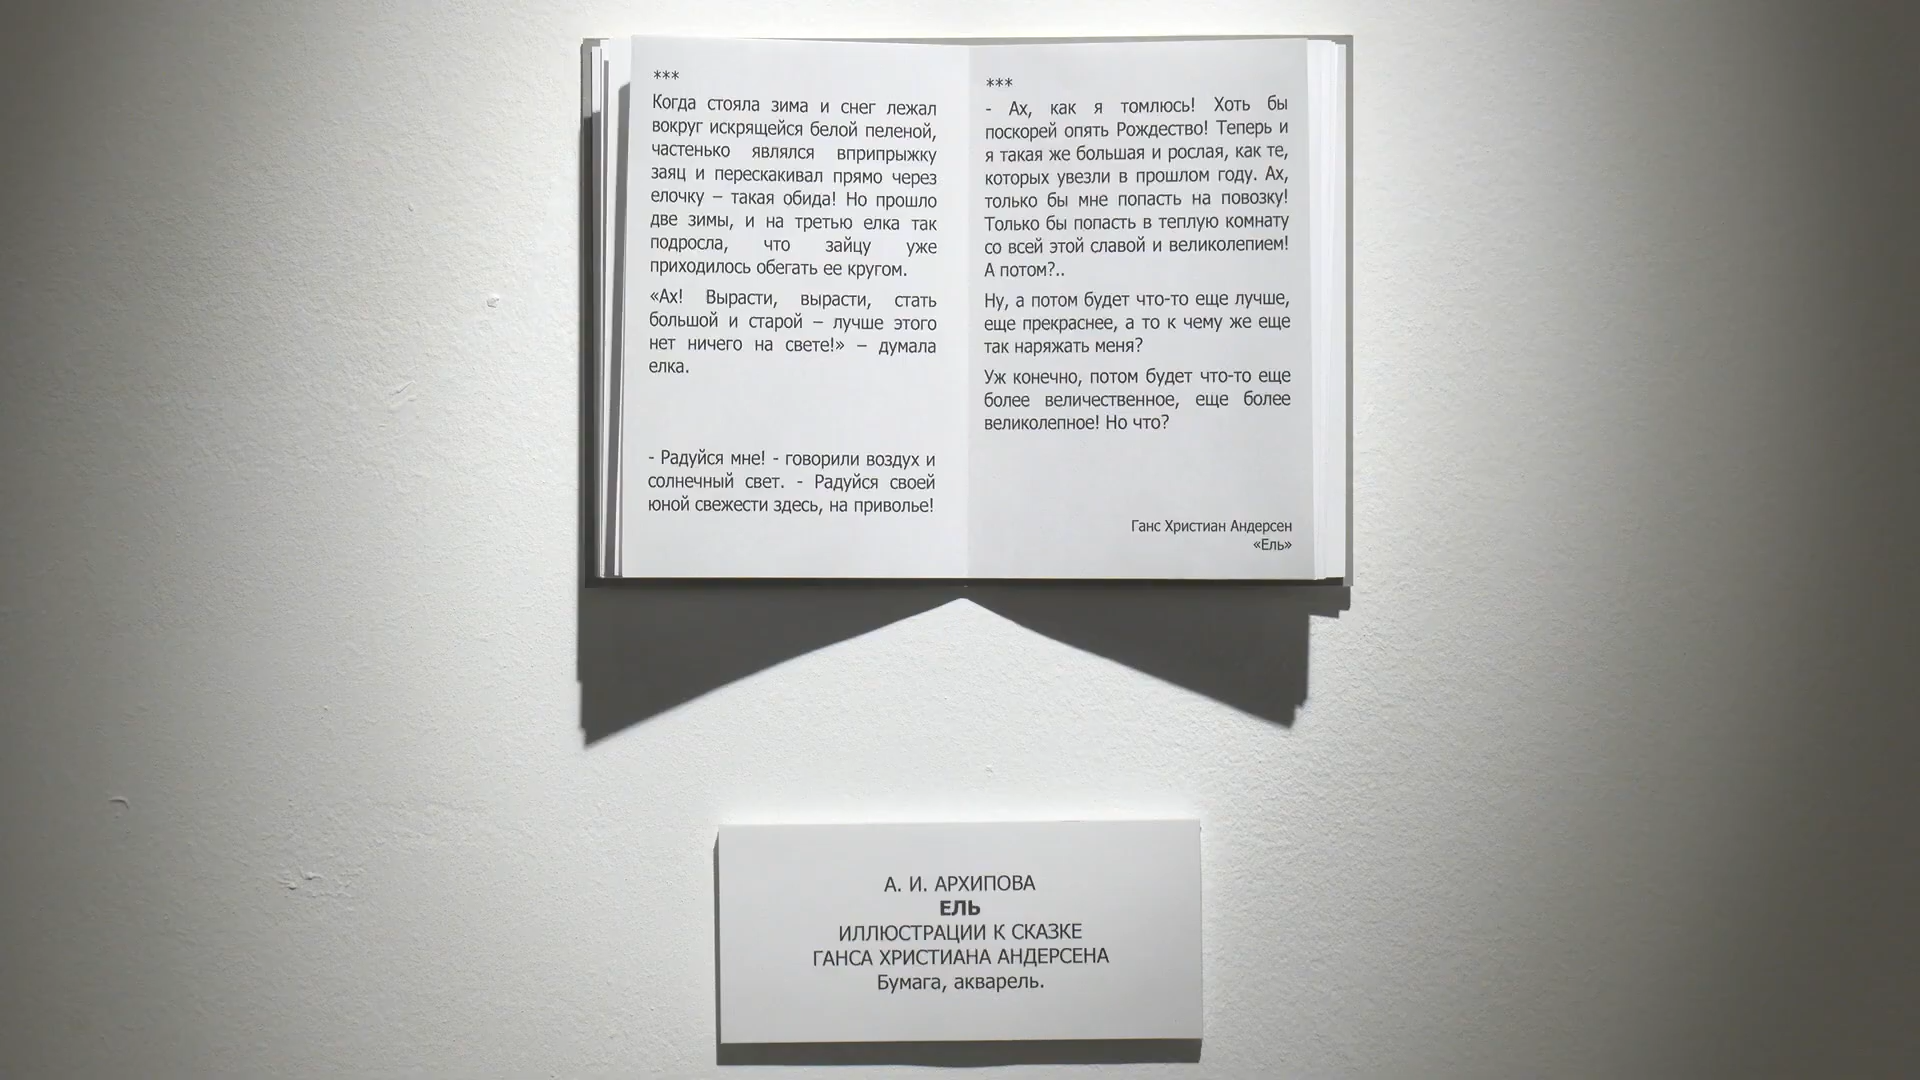 ***
Когда стояла зима и снег лежал
вокруг искрящейся белой пеленой,
частенько являлся вприпрыжку
заяц и перескакивал прямо через
елочку – такая обида! Но прошло
две зимы, и на третью елка так
подросла, что зайцу уже
приходилось обегать ее кругом.
«Ах! Вырасти, вырасти, стать
большой и старой – лучше этого
нет ничего на свете!» – думала
елка.
- Радуйся мне! - говорили воздух и
солнечный свет. - Радуйся своей
юной свежести здесь, на приволье!
***
- Ах, как я томлюсь! Хоть бы
поскорей опять Рождество! Теперь и
я такая же большая и рослая, как те,
которых увезли в прошлом году. Ах,
только бы мне попасть на повозку!
Только бы попасть в теплую комнату
со всей этой славой и великолепием!
А потом?..
Ну, а потом будет что-то еще лучше,
еще прекраснее, а то к чему же еще
так наряжать меня?
Уж конечно, потом будет что-то еще
более величественное, еще более
великолепное! Но что?
Ганс Христиан Андерсен
«Ель»
А. И. АРХИПОВА
ЕЛЬ
ИЛЛЮСТРАЦИИ К СКАЗКЕ
ГАНСА ХРИСТИАНА АНДЕРСЕНА
Бумага, акварель.